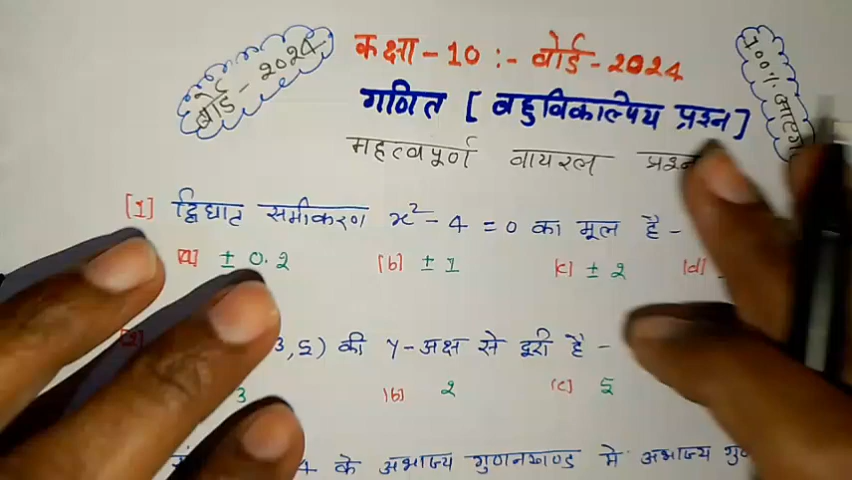 बोर्ड - 2024
कक्षा - 10 :- बोर्ड - 2024
100%
गणित [ बहुविकल्पिय प्रश्न ]
महत्वपूर्ण वायरल प्रश्न
[1] द्विघात समीकरण x² - 4 = 0 का मूल है -
[a] ± 0.2 [b] ± 1 [c] ± 2 [d]
3, 5) की y-अक्ष से दूरी है -
3 [b] 2 [c] 5
4 के अभाज्य गुणनखण्ड मे अभाज्य